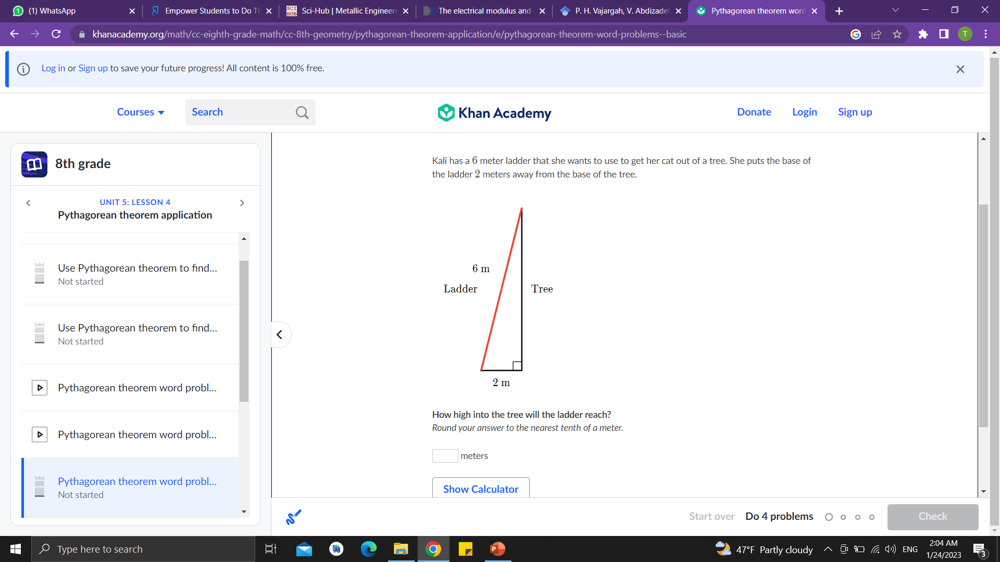 (1) WhatsApp
Empower Students to Do Th
SCI HUB
Sci-Hub | Metallic Engineere
The electrical modulus and
P. H. Vajargah, V. Abdizadeh
Pythagorean theorem word
khanacademy.org/math/cc-eighth-grade-math/cc-8th-geometry/pythagorean-theorem-application/e/pythagorean-theorem-word-problems--basic
T
Log in or Sign up to save your future progress! All content is 100% free.
Courses
Search
Khan Academy
Donate
Login
Sign up
8th grade
UNIT 5: LESSON 4
Pythagorean theorem application
Use Pythagorean theorem to find...
Not started
Use Pythagorean theorem to find...
Not started
Pythagorean theorem word probl...
Pythagorean theorem word probl...
Pythagorean theorem word probl...
Not started
Kali has a 6 meter ladder that she wants to use to get her cat out of a tree. She puts the base of
the ladder 2 meters away from the base of the tree.
6 m
Ladder
Tree
2 m
How high into the tree will the ladder reach?
Round your answer to the nearest tenth of a meter.
meters
Show Calculator
Start over
Do 4 problems
Check
Type here to search
47°F Partly cloudy
ENG
2:04 AM
1/24/2023
3